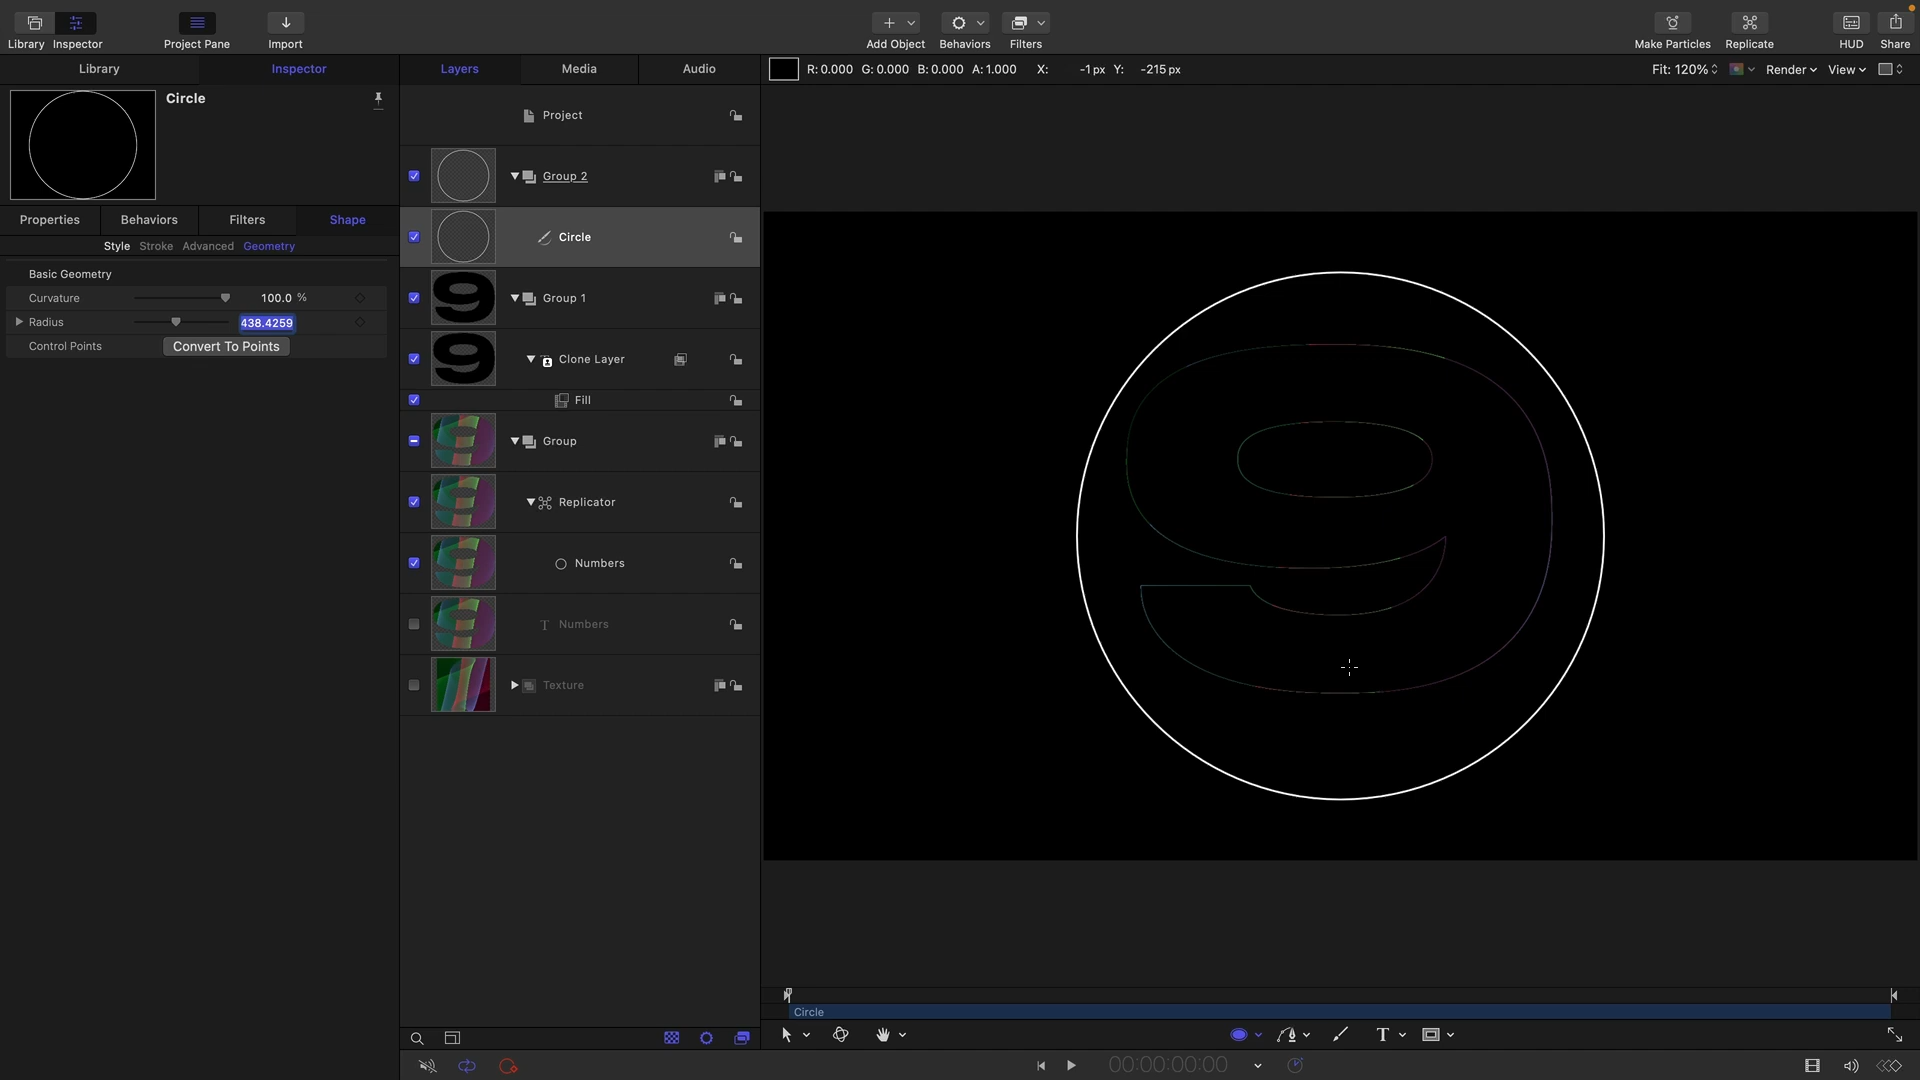 Library Inspector Project Pane Import Add Object Behaviors Filters Make Particles Replicate HUD Share
Library Inspector Layers Media Audio R: 0.000 G: 0.000 B: 0.000 A: 1.000 X: -1 px Y: -215 px Fit: 120% Render View
Circle
Properties Behaviors Filters Shape
Style Stroke Advanced Geometry
Basic Geometry
Curvature 100.0 %
Radius 438.4259
Control Points Convert To Points
Project
Group 2
Circle
Group 1
Clone Layer
Fill
Group
Replicator
Numbers
T Numbers
Texture
9
Circle
T
00:00:00:00